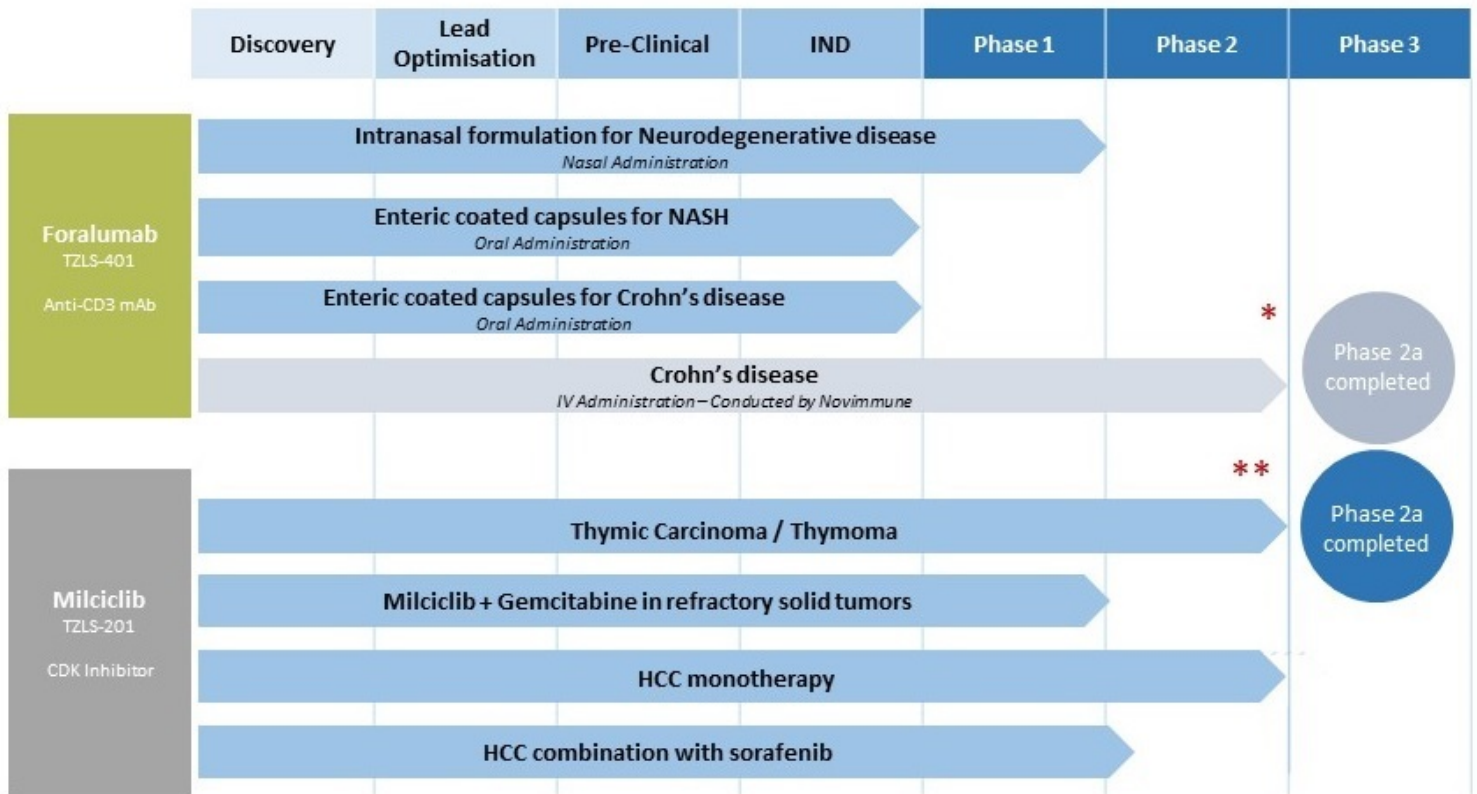 Discovery
Lead
Optimisation
Pre-Clinical
IND
Phase 1
Phase 2
Phase 3
Foralumab
TZLS-401
Anti-CD3 mAb
Intranasal formulation for Neurodegenerative disease
Nasal Administration
Enteric coated capsules for NASH
Oral Administration
Enteric coated capsules for Crohn's disease
Oral Administration
*
Crohn's disease
IV Administration – Conducted by Novimmune
Phase 2a
completed
Milciclib
TZLS-201
CDK Inhibitor
**
Thymic Carcinoma / Thymoma
Phase 2a
completed
Milciclib + Gemcitabine in refractory solid tumors
HCC monotherapy
HCC combination with sorafenib